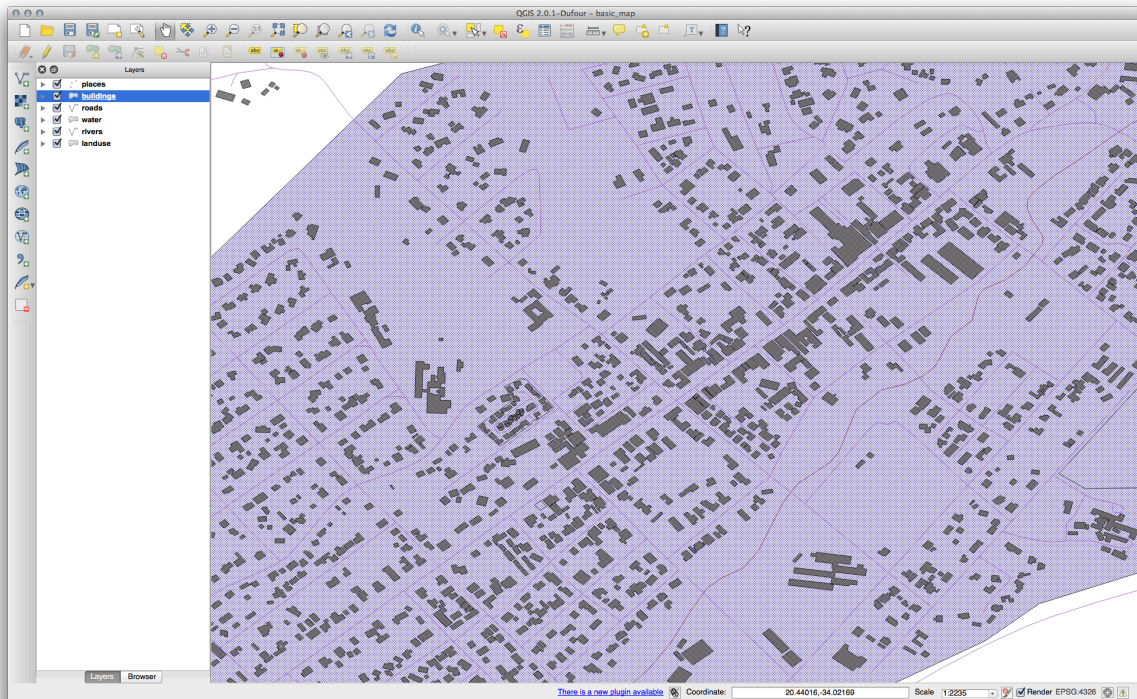 QGIS 2.0.1-Dufour - basic_map
Layers
places
buildings
roads
water
rivers
landuse
Layers Browser
There is a new plugin available Coordinate: 20.44016,-34.02169 Scale 1:2235 Render EPSG:4326